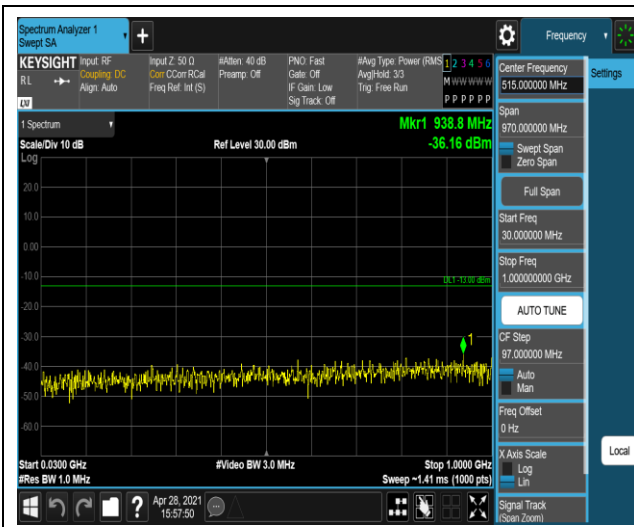 Spectrum Analyzer 1
Swept SA
+
Frequency
KEYSIGHT
RL
LXI
Input: RF
Coupling: DC
Align: Auto
Input Z: 50 Ω
Corr CCorr RCal
Freq Ref: Int (S)
#Atten: 40 dB
Preamp: Off
PNO: Fast
Gate: Off
IF Gain: Low
Sig Track: Off
#Avg Type: Power (RMS
Avg|Hold: 3/3
Trig: Free Run
1 2 3 4 5 6
M W W W W W
P P P P P P
1 Spectrum
Scale/Div 10 dB
Log
Ref Level 30.00 dBm
Mkr1 938.8 MHz
-36.16 dBm
20.0
10.0
0.00
-10.0
-20.0
-30.0
-40.0
-50.0
-60.0
DL1 -13.00 dBm
1
Start 0.0300 GHz
#Res BW 1.0 MHz
#Video BW 3.0 MHz
Stop 1.0000 GHz
Sweep ~1.41 ms (1000 pts)
?
Apr 28, 2021
15:57:50
Center Frequency
515.000000 MHz
Span
970.000000 MHz
Swept Span
Zero Span
Full Span
Start Freq
30.000000 MHz
Stop Freq
1.000000000 GHz
AUTO TUNE
CF Step
97.000000 MHz
Auto
Man
Freq Offset
0 Hz
X Axis Scale
Log
Lin
Signal Track
(Span Zoom)
Settings
Local